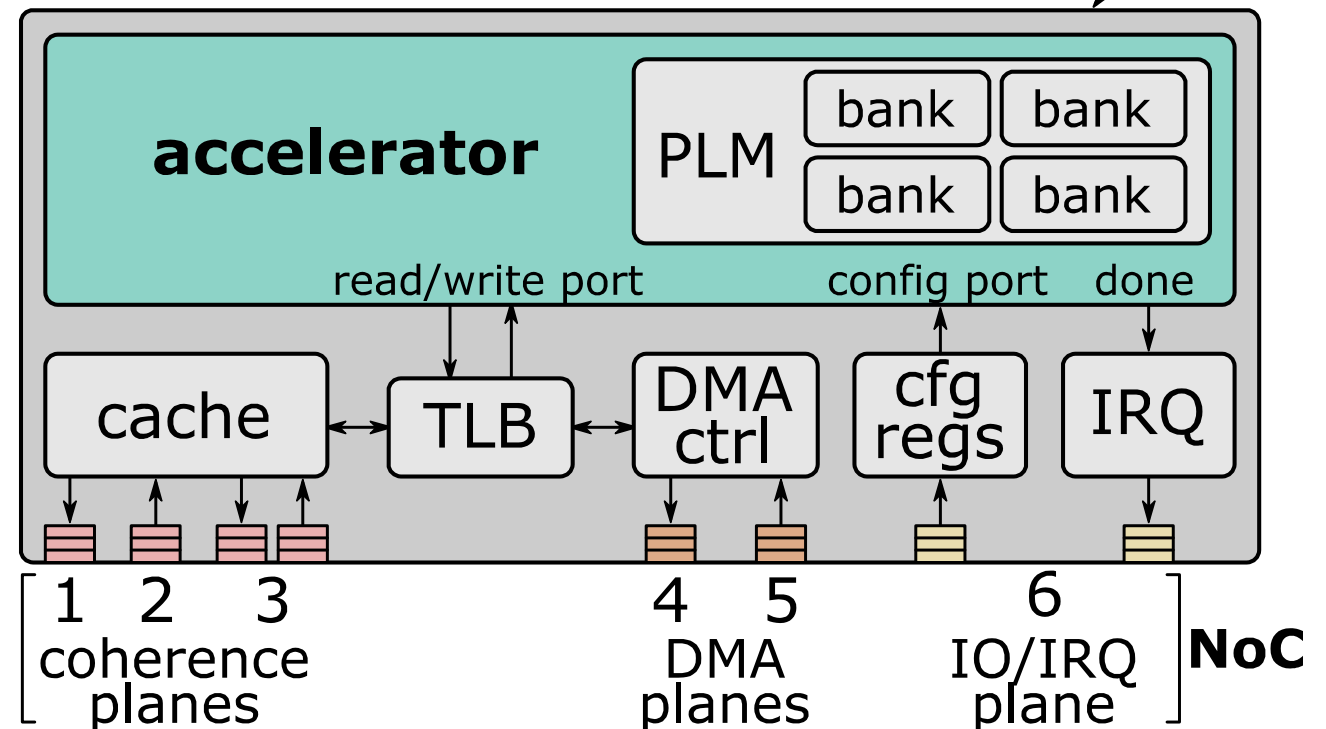 accelerator
PLM
bank bank
bank bank
read/write port
config port
done
cache
TLB
DMA
ctrl
cfg
regs
IRQ
1 2 3
coherence
planes
4 5
DMA
planes
6
IO/IRQ
plane
NoC